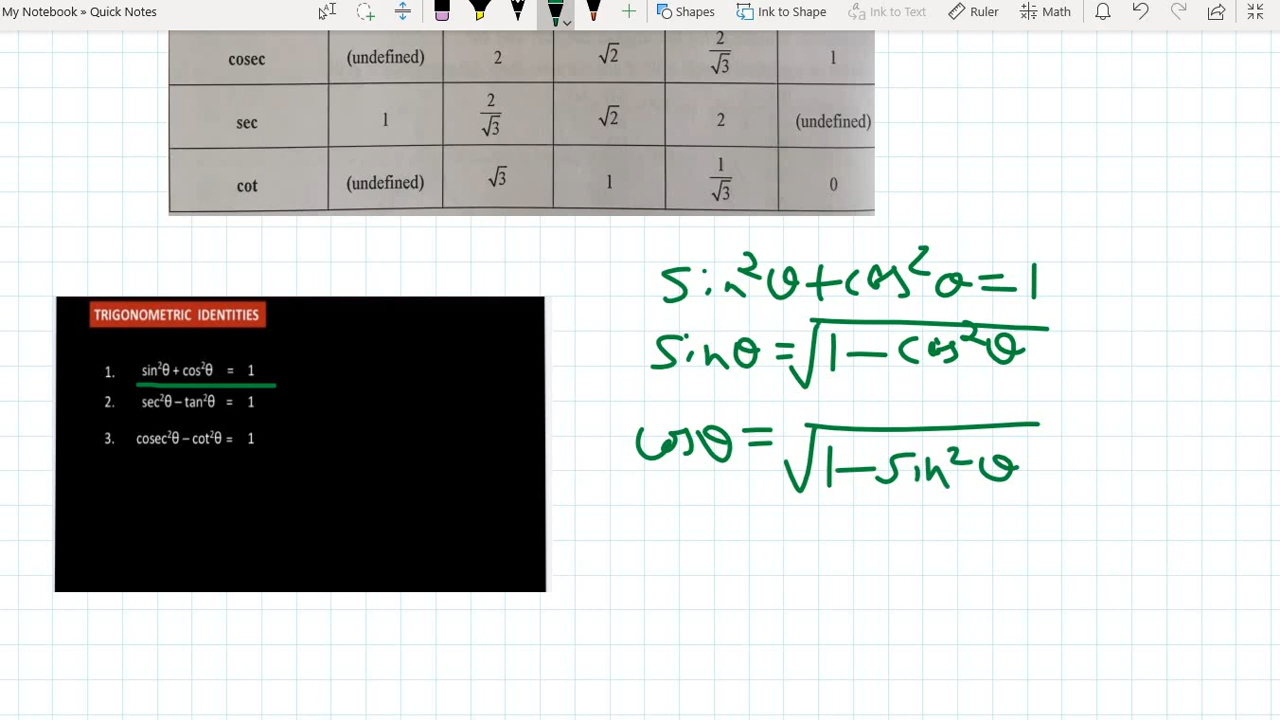 My Notebook » Quick Notes
Shapes Ink to Shape Ink to Text Ruler Math
cosec (undefined) 2 √2 2/√3 1
sec 1 2/√3 √2 2 (undefined)
cot (undefined) √3 1 1/√3 0
TRIGONOMETRIC IDENTITIES
1. sin²θ + cos²θ = 1
2. sec²θ – tan²θ = 1
3. cosec²θ – cot²θ = 1
sin²θ+cos²θ=1
sinθ=√1-cos²θ
cosθ=√1-sin²θ